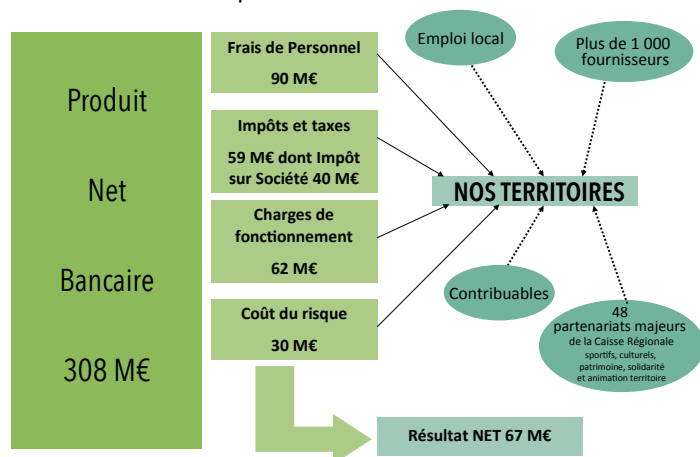 Produit
Net
Bancaire
308 M€
Frais de Personnel
90 M€
Impôts et taxes
59 M€ dont Impôt
sur Société 40 M€
Charges de
fonctionnement
62 M€
Coût du risque
30 M€
Emploi local
Plus de 1 000
fournisseurs
NOS TERRITOIRES
Contribuables
48
partenariats majeurs
de la Caisse Régionale
sportifs, culturels,
patrimoine, solidarité
et animation territoire
Résultat NET 67 M€